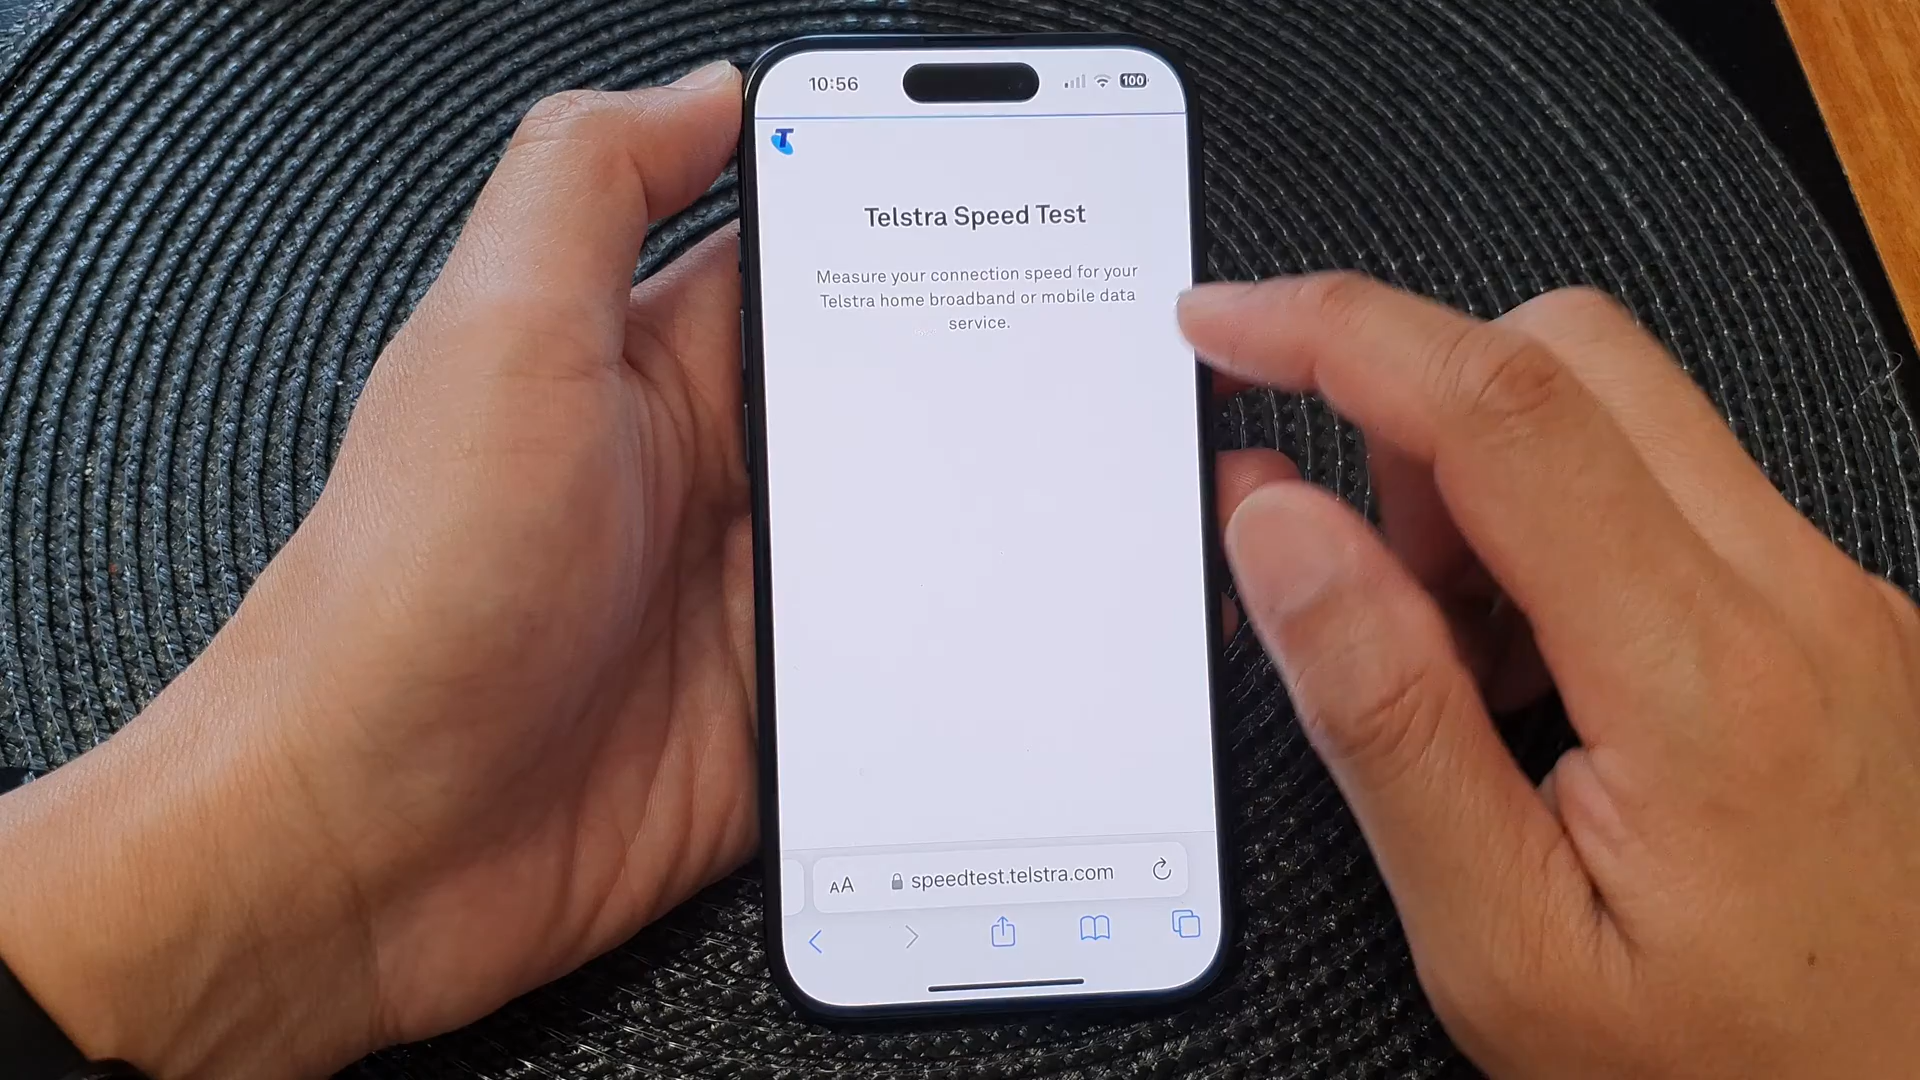 10:56
100
T
Telstra Speed Test
Measure your connection speed for your
Telstra home broadband or mobile data
service.
AA
speedtest.telstra.com